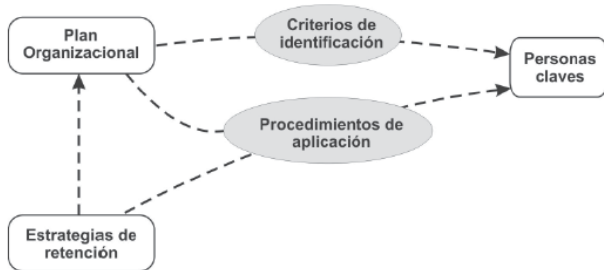 Plan
Organizacional
Criterios de
identificación
Personas
claves
Procedimientos de
aplicación
Estrategias de
retención